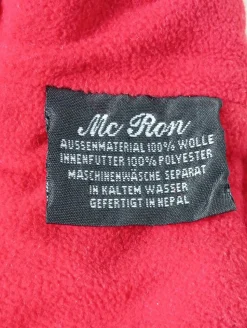 Mc Ron
AUSSENMATERIAL 100% WOLLE
INNENFUTTER 100% POLYESTER
MASCHINENWÄSCHE SEPARAT
IN KALTEM WASSER
GEFERTIGT IN NEPAL